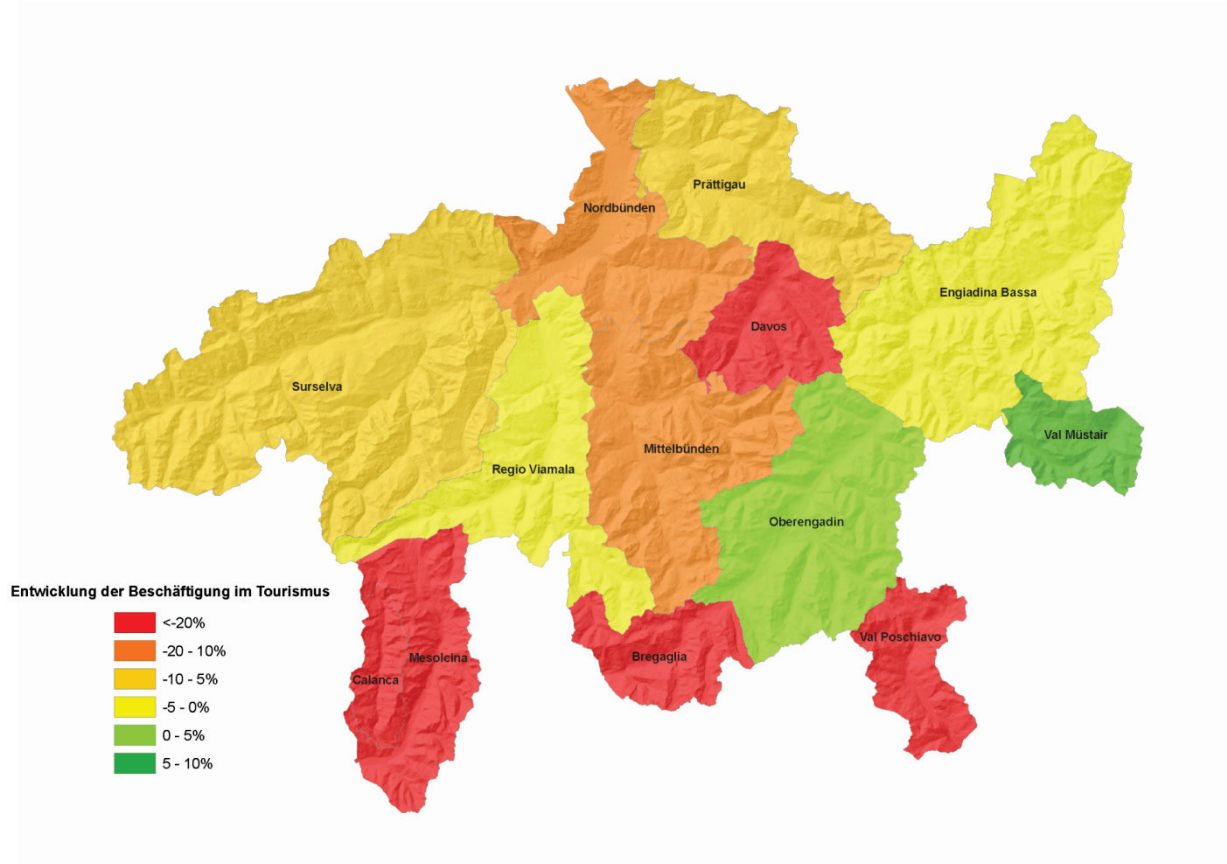 Prättigau
Nordbünden
Engiadina Bassa
Davos
Surselva
Val Müstair
Mittelbünden
Regio Viamala
Oberengadin
Entwicklung der Beschäftigung im Tourismus
<-20%
-20 - 10%
-10 - 5%
-5 - 0%
0 - 5%
5 - 10%
Val Poschiavo
Bregaglia
Mesolcina
Calanca